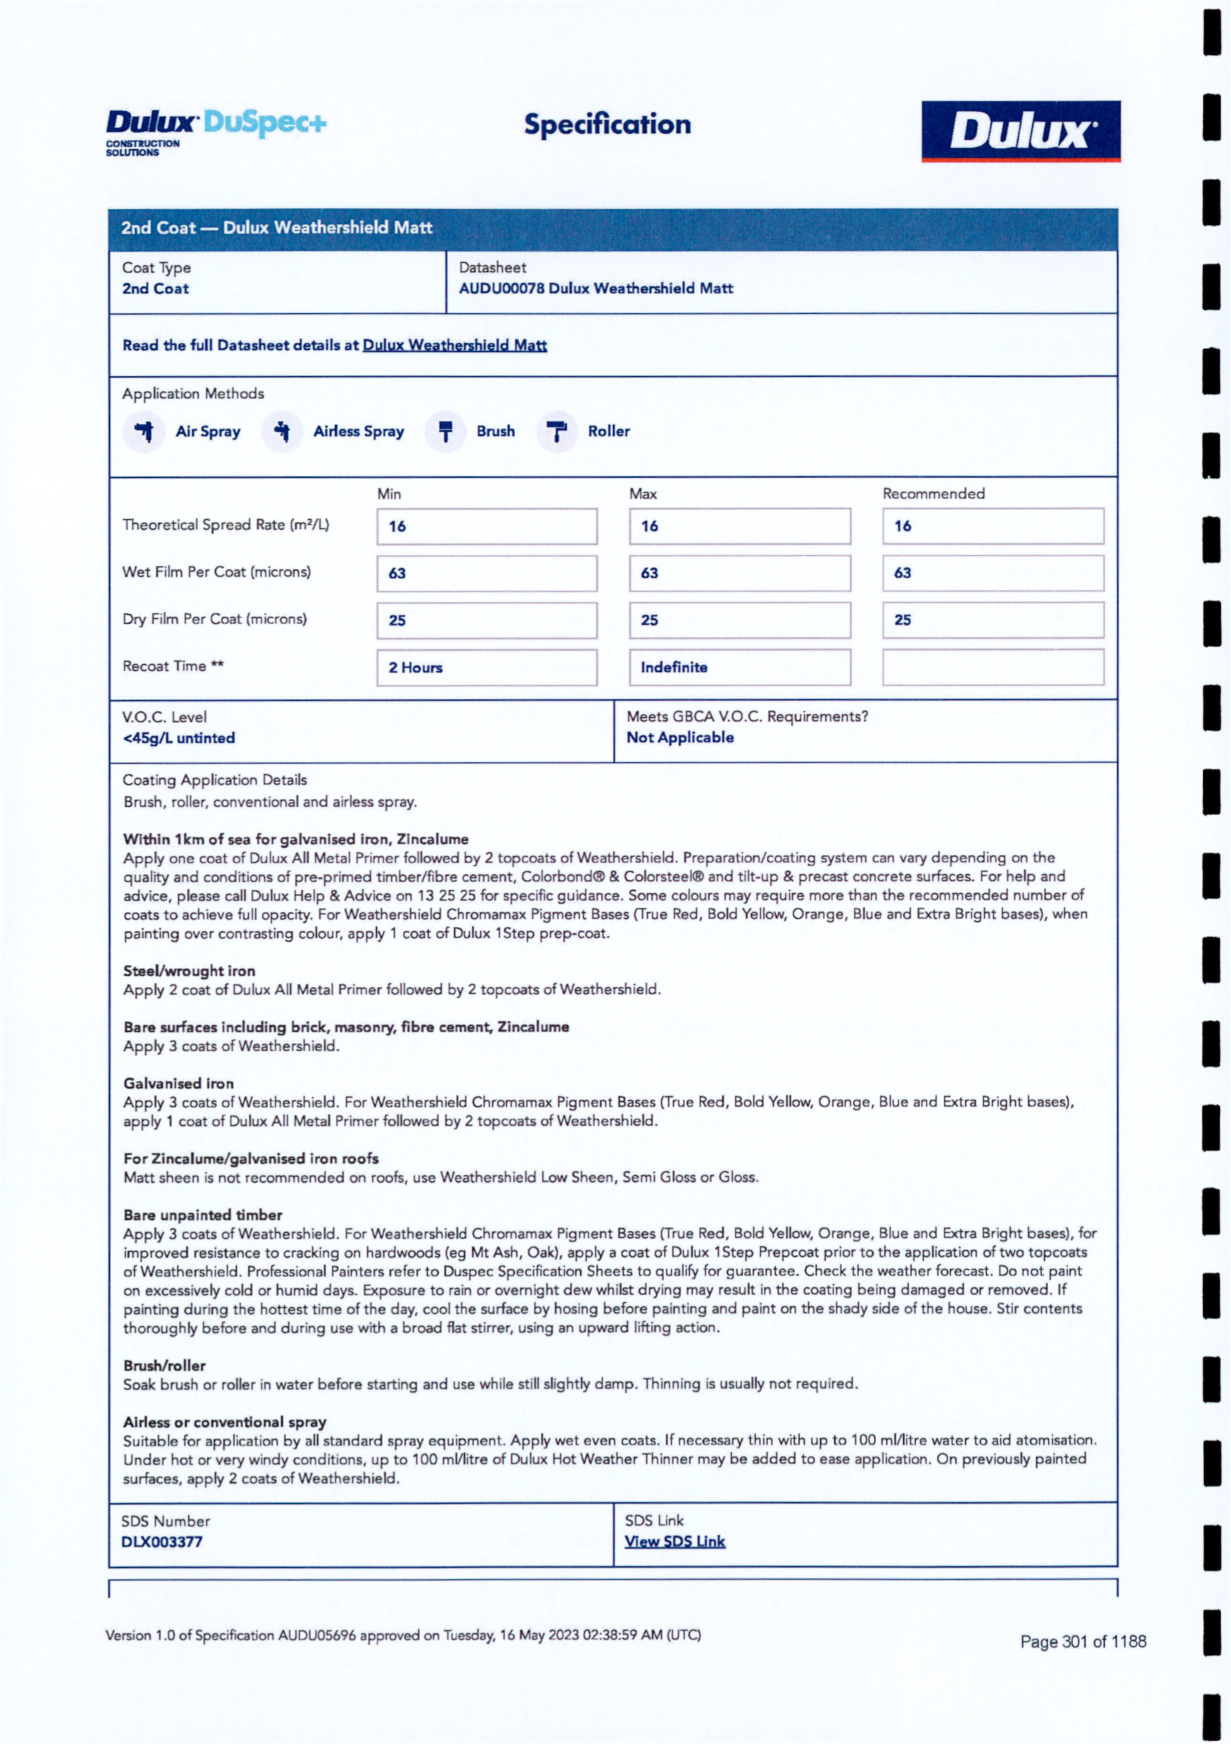 Dulux DuSpec+
CONSTRUCTION
SOLUTIONS
Specification
Dulux
2nd Coat — Dulux Weathershield Matt
Coat Type
2nd Coat
Datasheet
AUDU00078 Dulux Weathershield Matt
Read the full Datasheet details at Dulux Weathershield Matt
Application Methods
Air Spray Airless Spray Brush Roller
Min Max Recommended
Theoretical Spread Rate (m²/L) 16 16 16
Wet Film Per Coat (microns) 63 63 63
Dry Film Per Coat (microns) 25 25 25
Recoat Time ** 2 Hours Indefinite
V.O.C. Level
<45g/L untinted
Meets GBCA V.O.C. Requirements?
Not Applicable
Coating Application Details
Brush, roller, conventional and airless spray.
Within 1km of sea for galvanised iron, Zincalume
Apply one coat of Dulux All Metal Primer followed by 2 topcoats of Weathershield. Preparation/coating system can vary depending on the
quality and conditions of pre-primed timber/fibre cement, Colorbond® & Colorsteel® and tilt-up & precast concrete surfaces. For help and
advice, please call Dulux Help & Advice on 13 25 25 for specific guidance. Some colours may require more than the recommended number of
coats to achieve full opacity. For Weathershield Chromamax Pigment Bases (True Red, Bold Yellow, Orange, Blue and Extra Bright bases), when
painting over contrasting colour, apply 1 coat of Dulux 1Step prep-coat.
Steel/wrought iron
Apply 2 coat of Dulux All Metal Primer followed by 2 topcoats of Weathershield.
Bare surfaces including brick, masonry, fibre cement, Zincalume
Apply 3 coats of Weathershield.
Galvanised iron
Apply 3 coats of Weathershield. For Weathershield Chromamax Pigment Bases (True Red, Bold Yellow, Orange, Blue and Extra Bright bases),
apply 1 coat of Dulux All Metal Primer followed by 2 topcoats of Weathershield.
For Zincalume/galvanised iron roofs
Matt sheen is not recommended on roofs, use Weathershield Low Sheen, Semi Gloss or Gloss.
Bare unpainted timber
Apply 3 coats of Weathershield. For Weathershield Chromamax Pigment Bases (True Red, Bold Yellow, Orange, Blue and Extra Bright bases), for
improved resistance to cracking on hardwoods (eg Mt Ash, Oak), apply a coat of Dulux 1Step Prepcoat prior to the application of two topcoats
of Weathershield. Professional Painters refer to Duspec Specification Sheets to qualify for guarantee. Check the weather forecast. Do not paint
on excessively cold or humid days. Exposure to rain or overnight dew whilst drying may result in the coating being damaged or removed. If
painting during the hottest time of the day, cool the surface by hosing before painting and paint on the shady side of the house. Stir contents
thoroughly before and during use with a broad flat stirrer, using an upward lifting action.
Brush/roller
Soak brush or roller in water before starting and use while still slightly damp. Thinning is usually not required.
Airless or conventional spray
Suitable for application by all standard spray equipment. Apply wet even coats. If necessary thin with up to 100 ml/litre water to aid atomisation.
Under hot or very windy conditions, up to 100 ml/litre of Dulux Hot Weather Thinner may be added to ease application. On previously painted
surfaces, apply 2 coats of Weathershield.
SDS Number
DLX003377
SDS Link
View SDS Link
Version 1.0 of Specification AUDU05696 approved on Tuesday, 16 May 2023 02:38:59 AM (UTC)
Page 301 of 1188